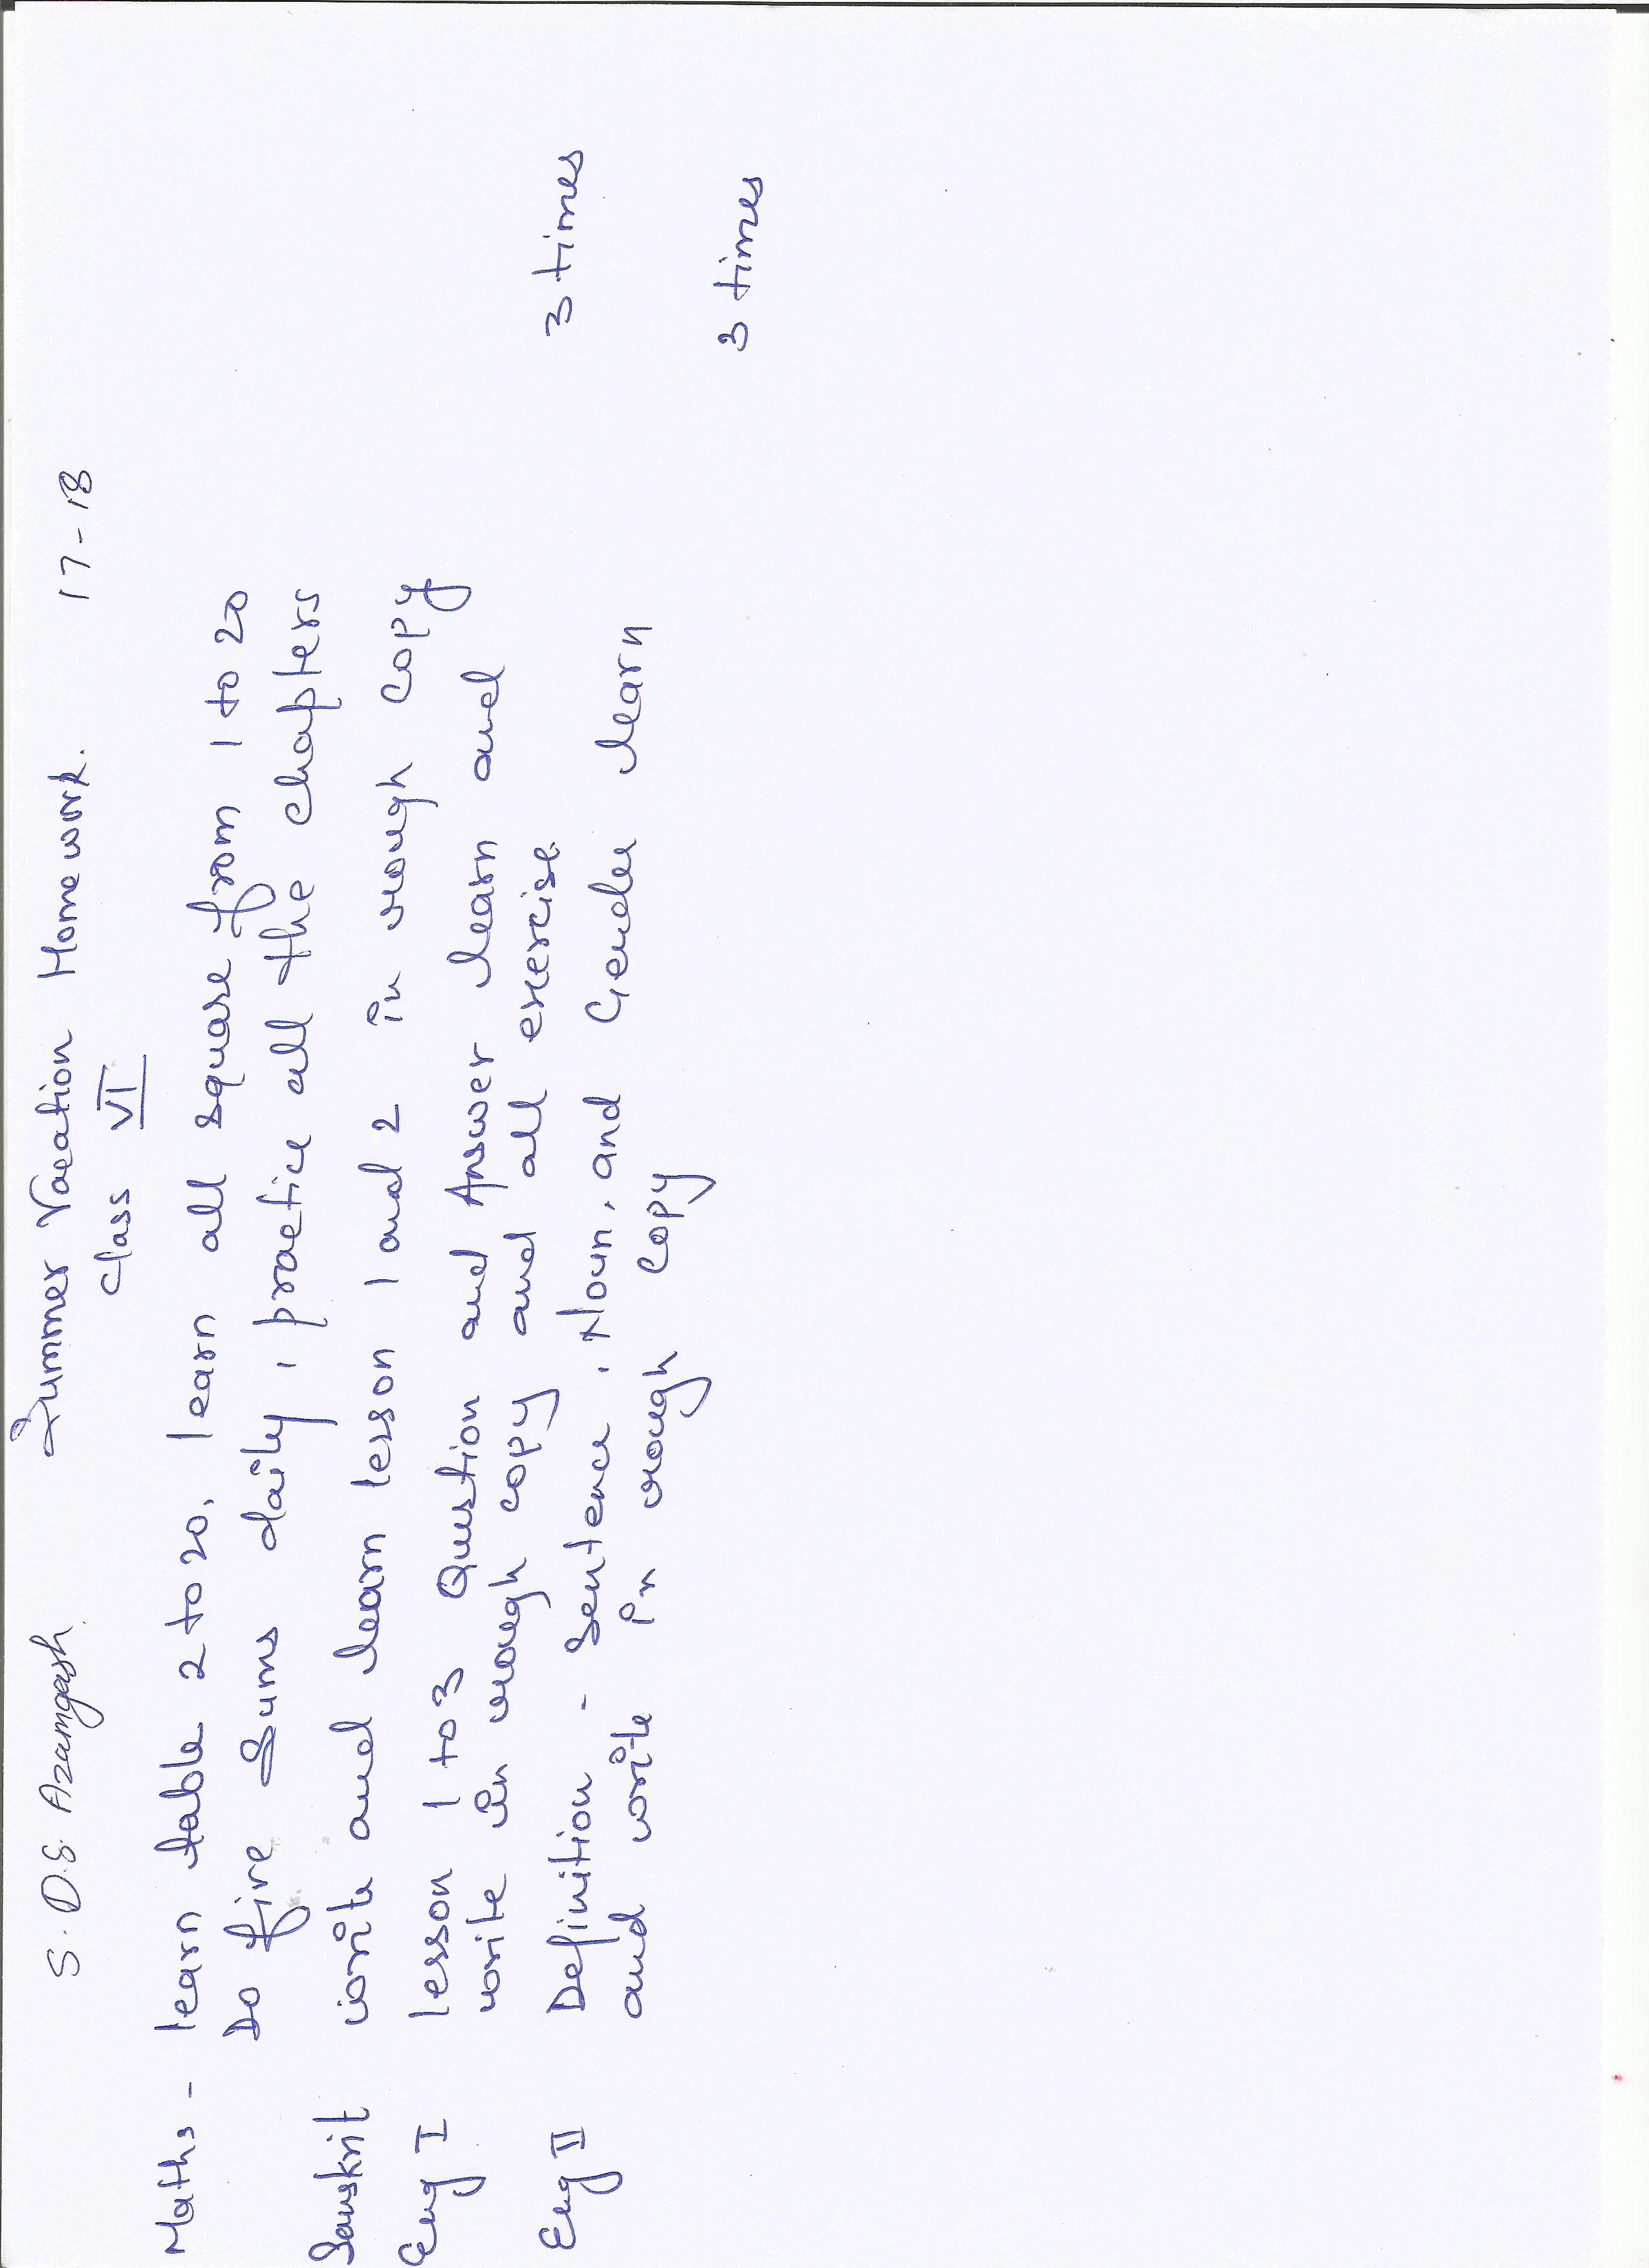 S.D.S. Azamgarh Summer Vacation Homework. 17-18
Class VI
Maths - learn table 2 to 20, learn all square from 1 to 20
Do five Sums daily, practice all the chapters
Sanskrit write and learn lesson 1 and 2 in rough copy
Eng I lesson 1 to 3 Question and Answer learn and
write in rough copy and all exercise 3 times
Eng II Definition - Sentence, Noun, and Gender learn
and write in rough copy
3 times